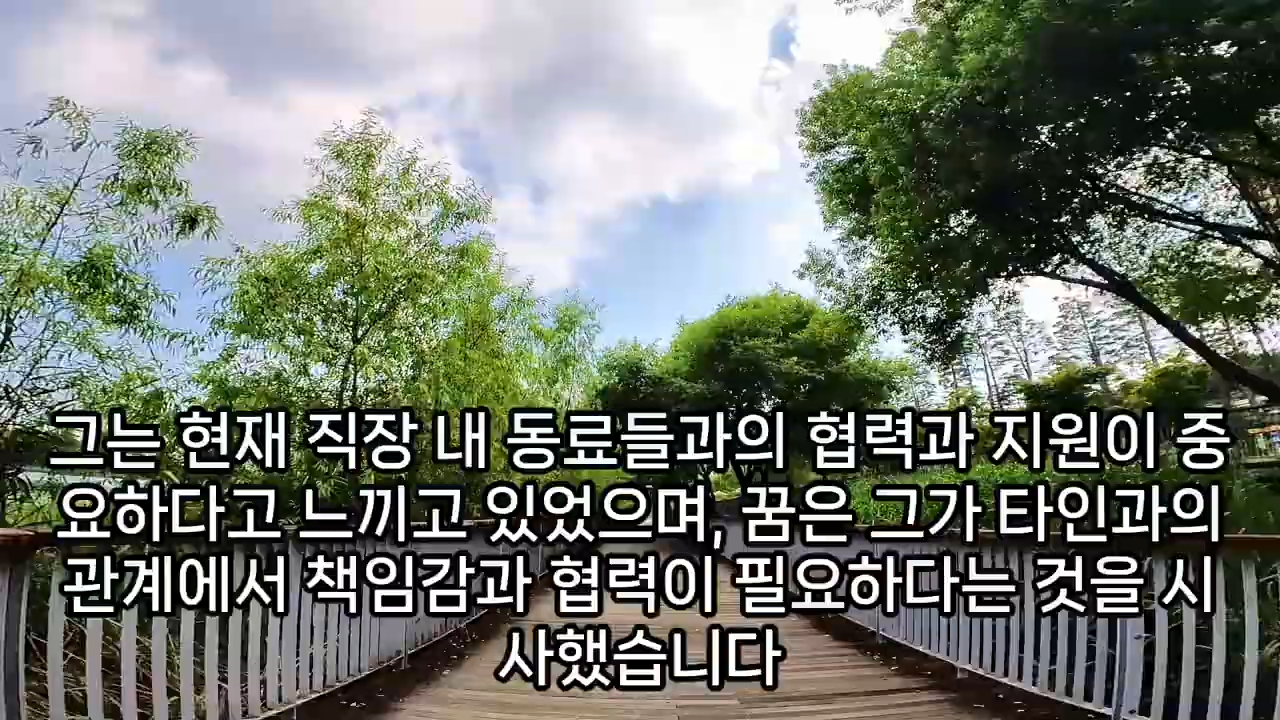 그는 현재 직장 내 동료들과의 협력과 지원이 중
요하다고 느끼고 있었으며, 꿈은 그가 타인과의
관계에서 책임감과 협력이 필요하다는 것을 시
사했습니다